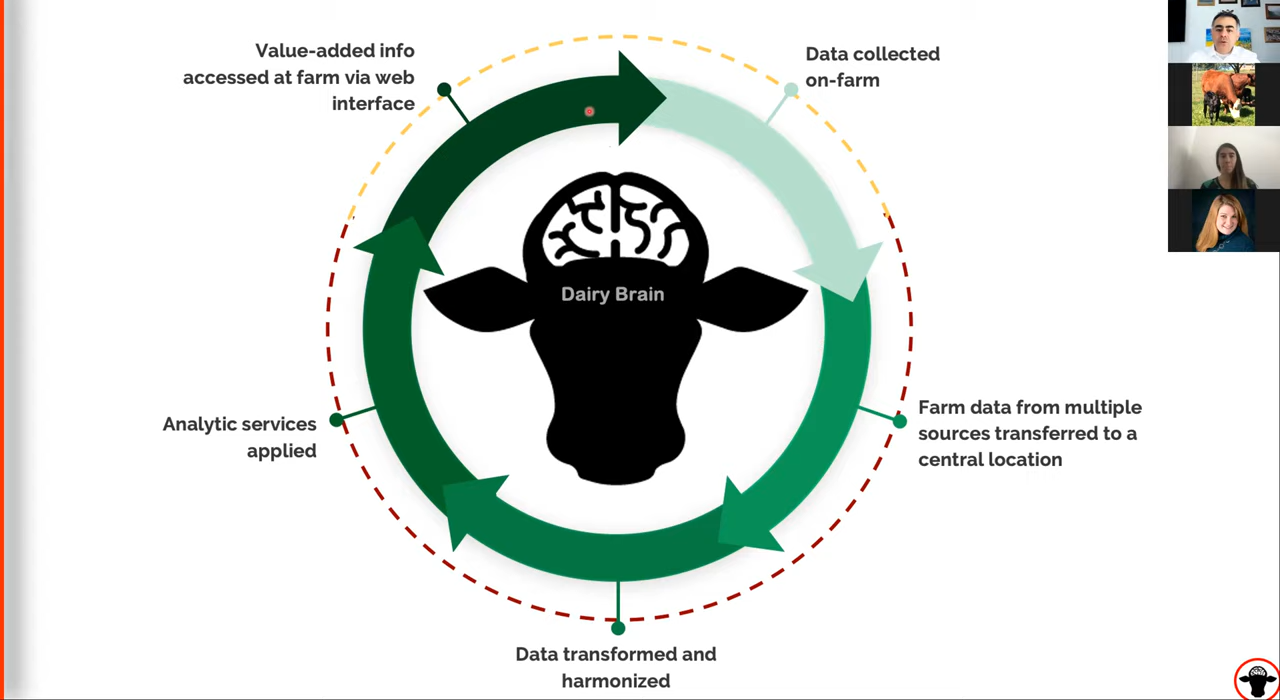 Value-added info
accessed at farm via web
interface
Data collected
on-farm
Dairy Brain
Farm data from multiple
sources transferred to a
central location
Analytic services
applied
Data transformed and
harmonized